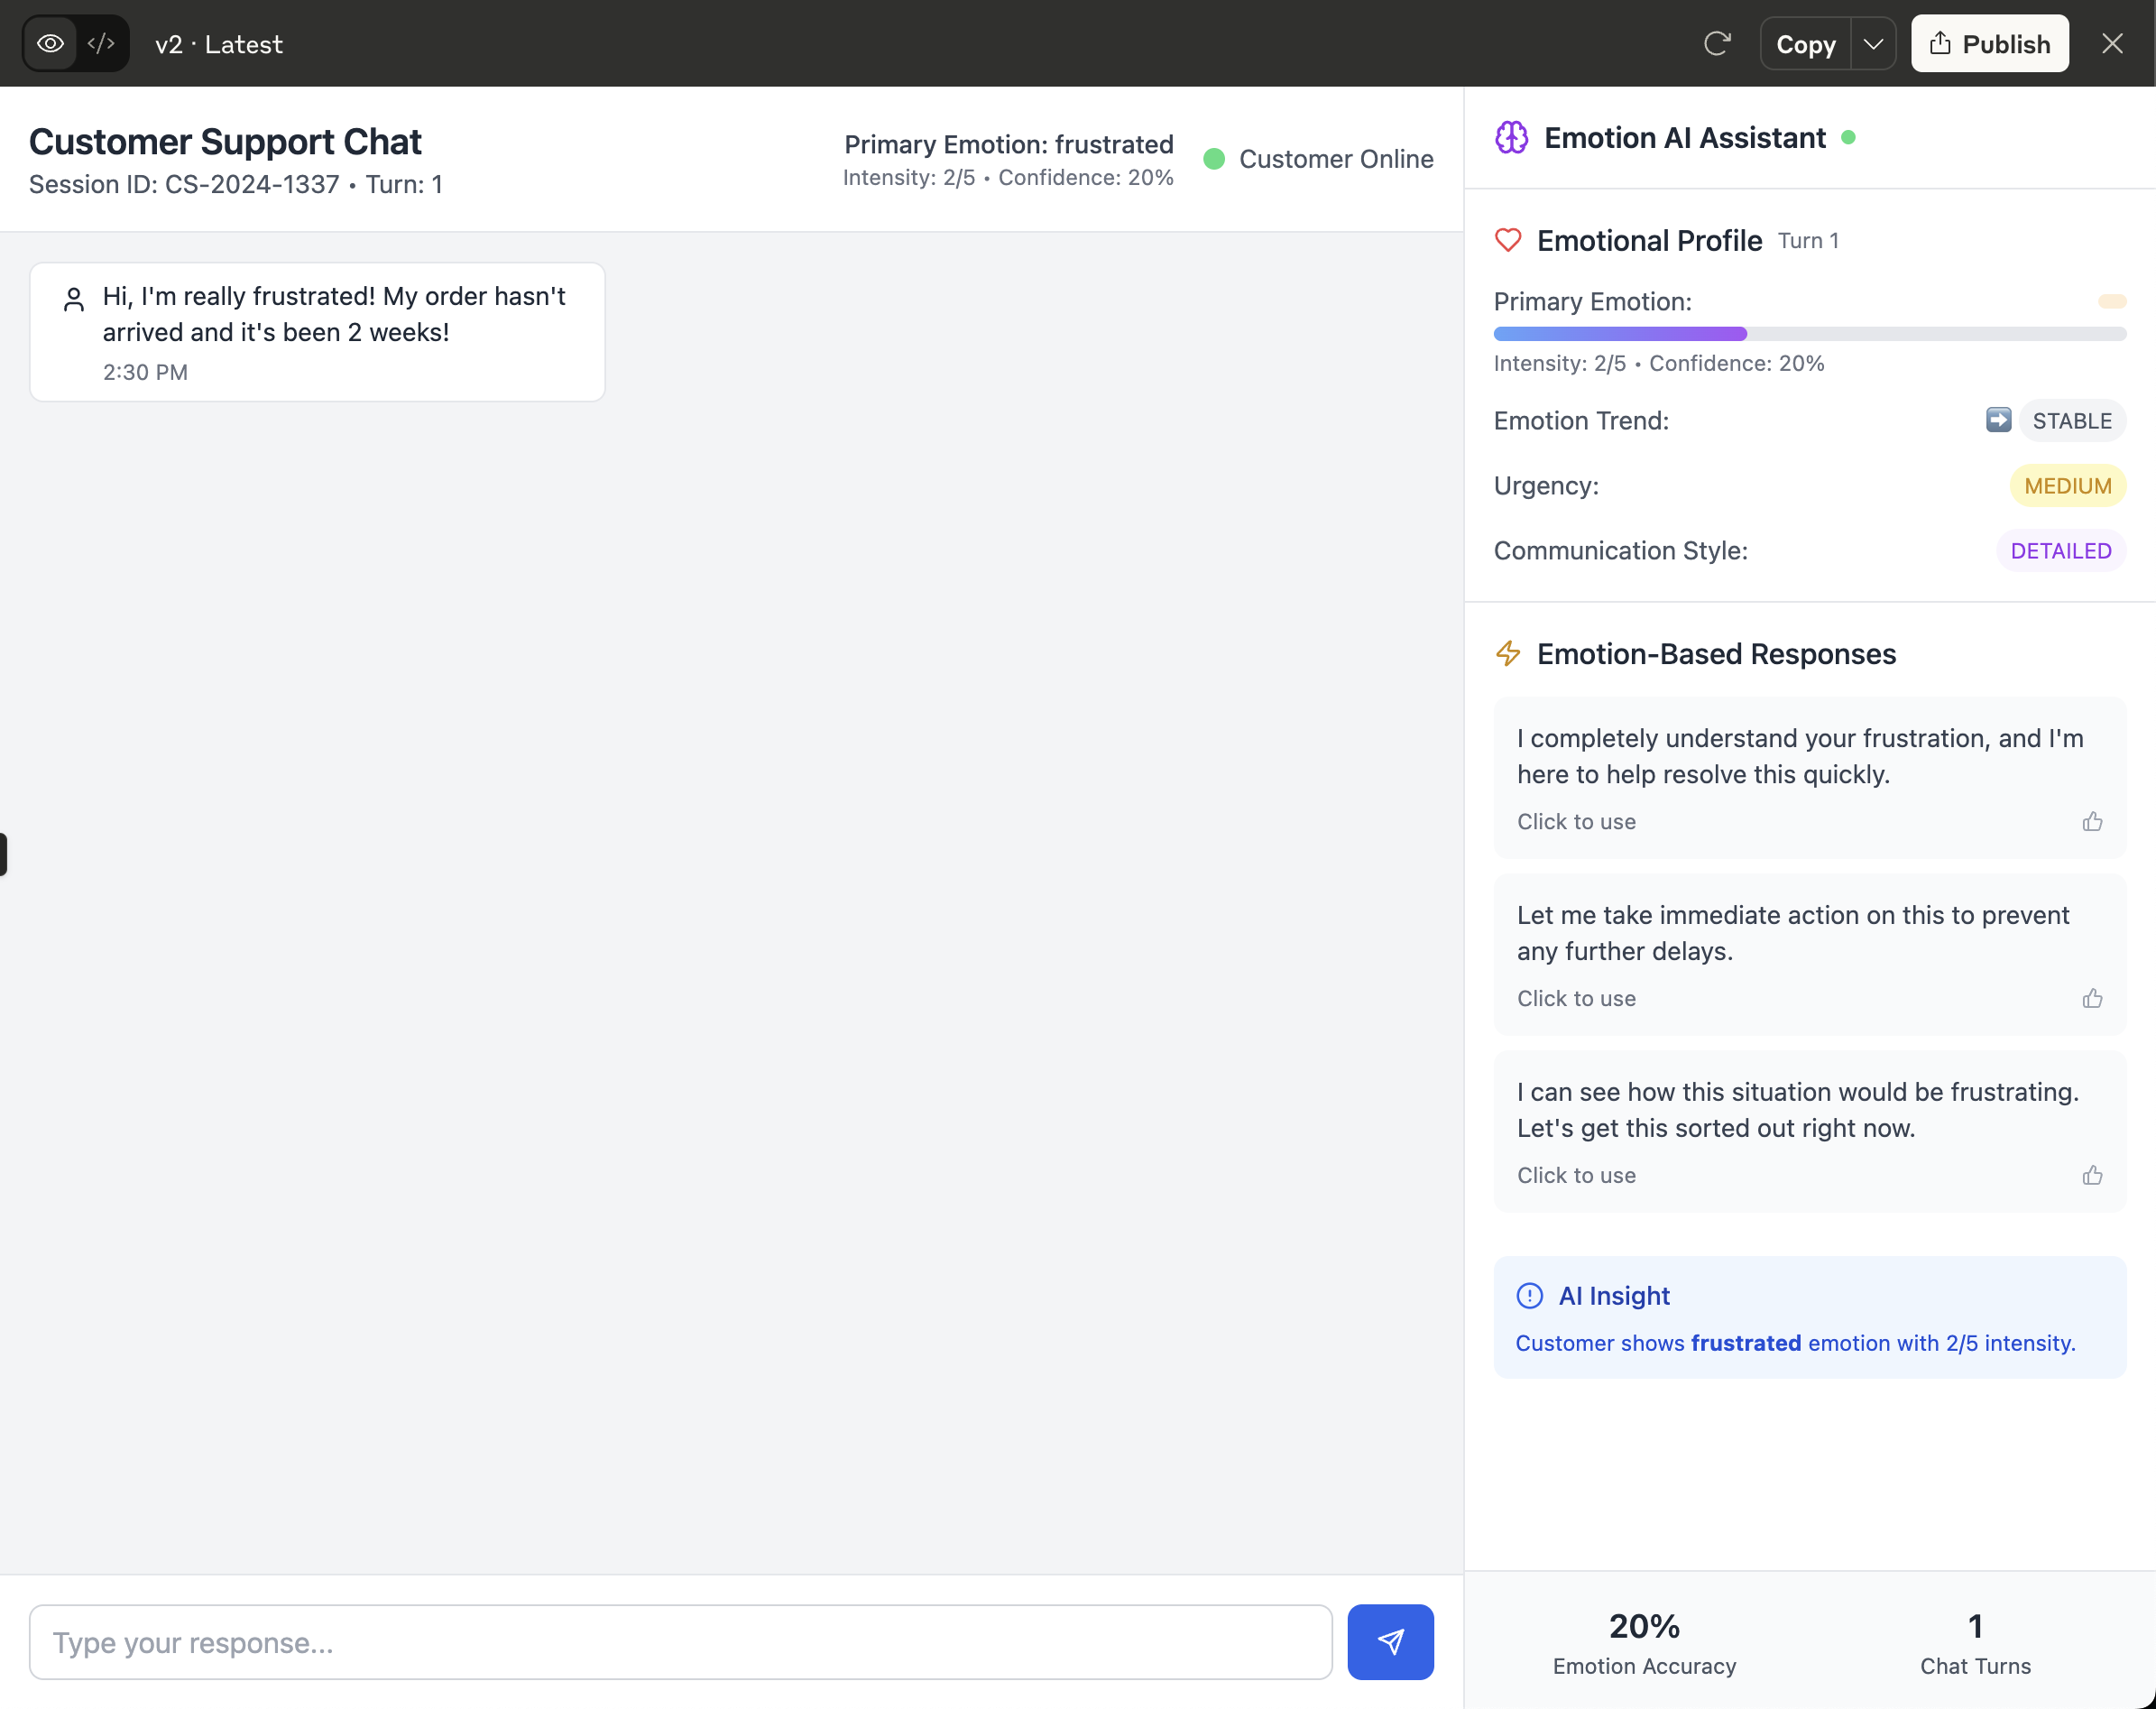 v2 · Latest
Copy
Publish
Customer Support Chat
Session ID: CS-2024-1337 • Turn: 1
Primary Emotion: frustrated
Intensity: 2/5 • Confidence: 20%
Customer Online
Hi, I'm really frustrated! My order hasn't
arrived and it's been 2 weeks!
2:30 PM
Type your response...
Emotion AI Assistant
Emotional Profile Turn 1
Primary Emotion:
Intensity: 2/5 • Confidence: 20%
Emotion Trend: STABLE
Urgency: MEDIUM
Communication Style: DETAILED
Emotion-Based Responses
I completely understand your frustration, and I'm
here to help resolve this quickly.
Click to use
Let me take immediate action on this to prevent
any further delays.
Click to use
I can see how this situation would be frustrating.
Let's get this sorted out right now.
Click to use
AI Insight
Customer shows frustrated emotion with 2/5 intensity.
20%
Emotion Accuracy
1
Chat Turns